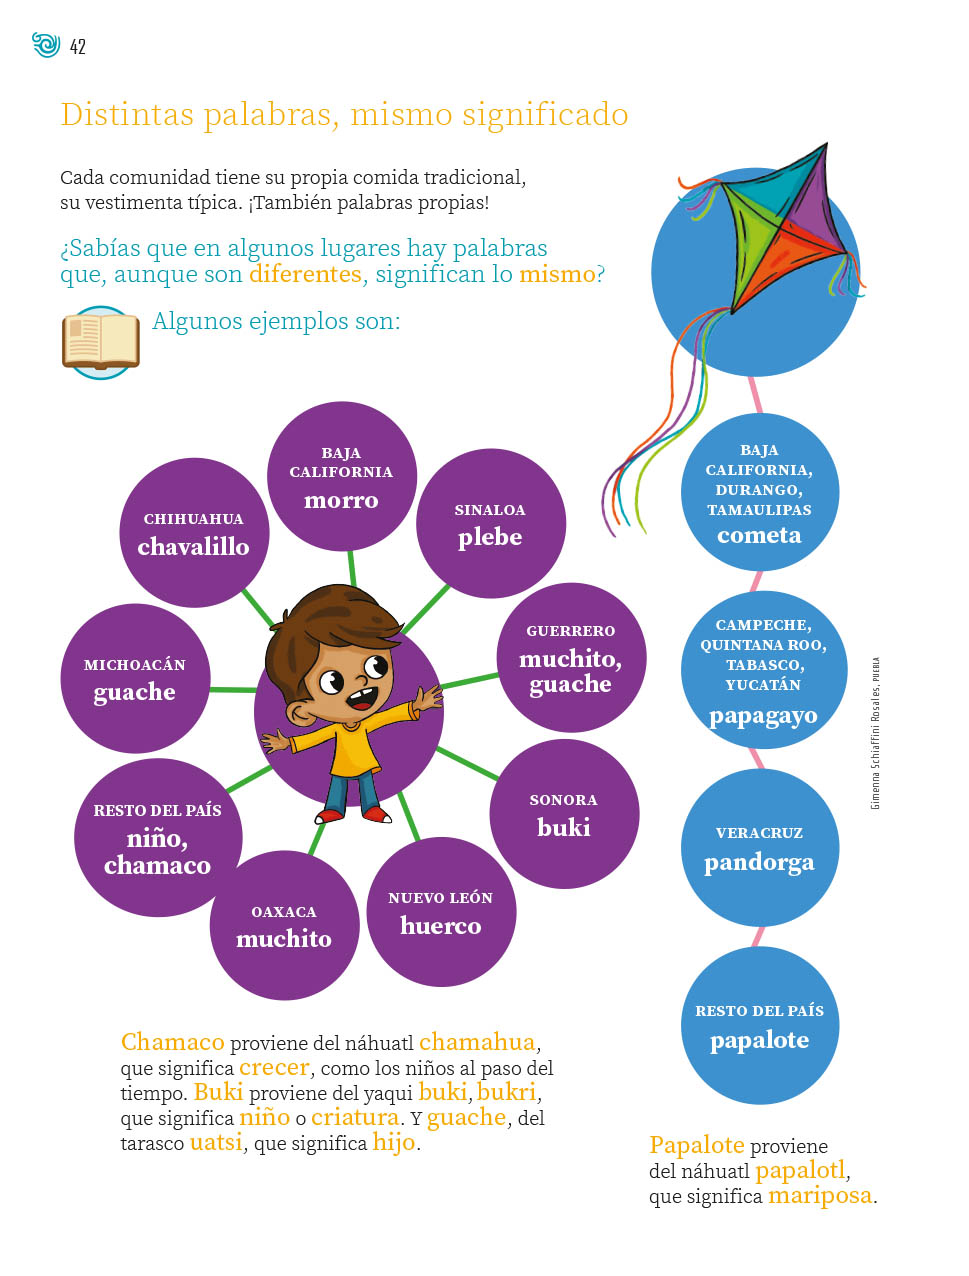 42
Distintas palabras, mismo significado
Cada comunidad tiene su propia comida tradicional,
su vestimenta típica. ¡También palabras propias!
¿Sabías que en algunos lugares hay palabras
que, aunque son diferentes, significan lo mismo?
Algunos ejemplos son:
BAJA
CALIFORNIA
morro
SINALOA
plebe
GUERRERO
muchito,
guache
SONORA
buki
NUEVO LEÓN
huerco
OAXACA
muchito
RESTO DEL PAÍS
niño,
chamaco
MICHOACÁN
guache
CHIHUAHUA
chavalillo
Chamaco proviene del náhuatl chamahua,
que significa crecer, como los niños al paso del
tiempo. Buki proviene del yaqui buki, bukri,
que significa niño o criatura. Y guache, del
tarasco uatsi, que significa hijo.
BAJA
CALIFORNIA,
DURANGO,
TAMAULIPAS
cometa
CAMPECHE,
QUINTANA ROO,
TABASCO,
YUCATÁN
papagayo
VERACRUZ
pandorga
RESTO DEL PAÍS
papalote
Papalote proviene
del náhuatl papalotl,
que significa mariposa.
Gimenna Schiaffini Rosales, PUEBLA